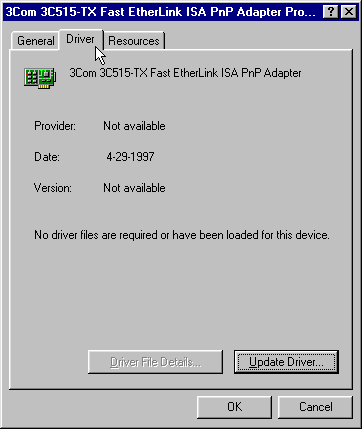 3Com 3C515-TX Fast EtherLink ISA PnP Adapter Pro...
General Driver Resources
3Com 3C515-TX Fast EtherLink ISA PnP Adapter
Provider: Not available
Date: 4-29-1997
Version: Not available
No driver files are required or have been loaded for this device.
Driver File Details... Update Driver...
OK Cancel